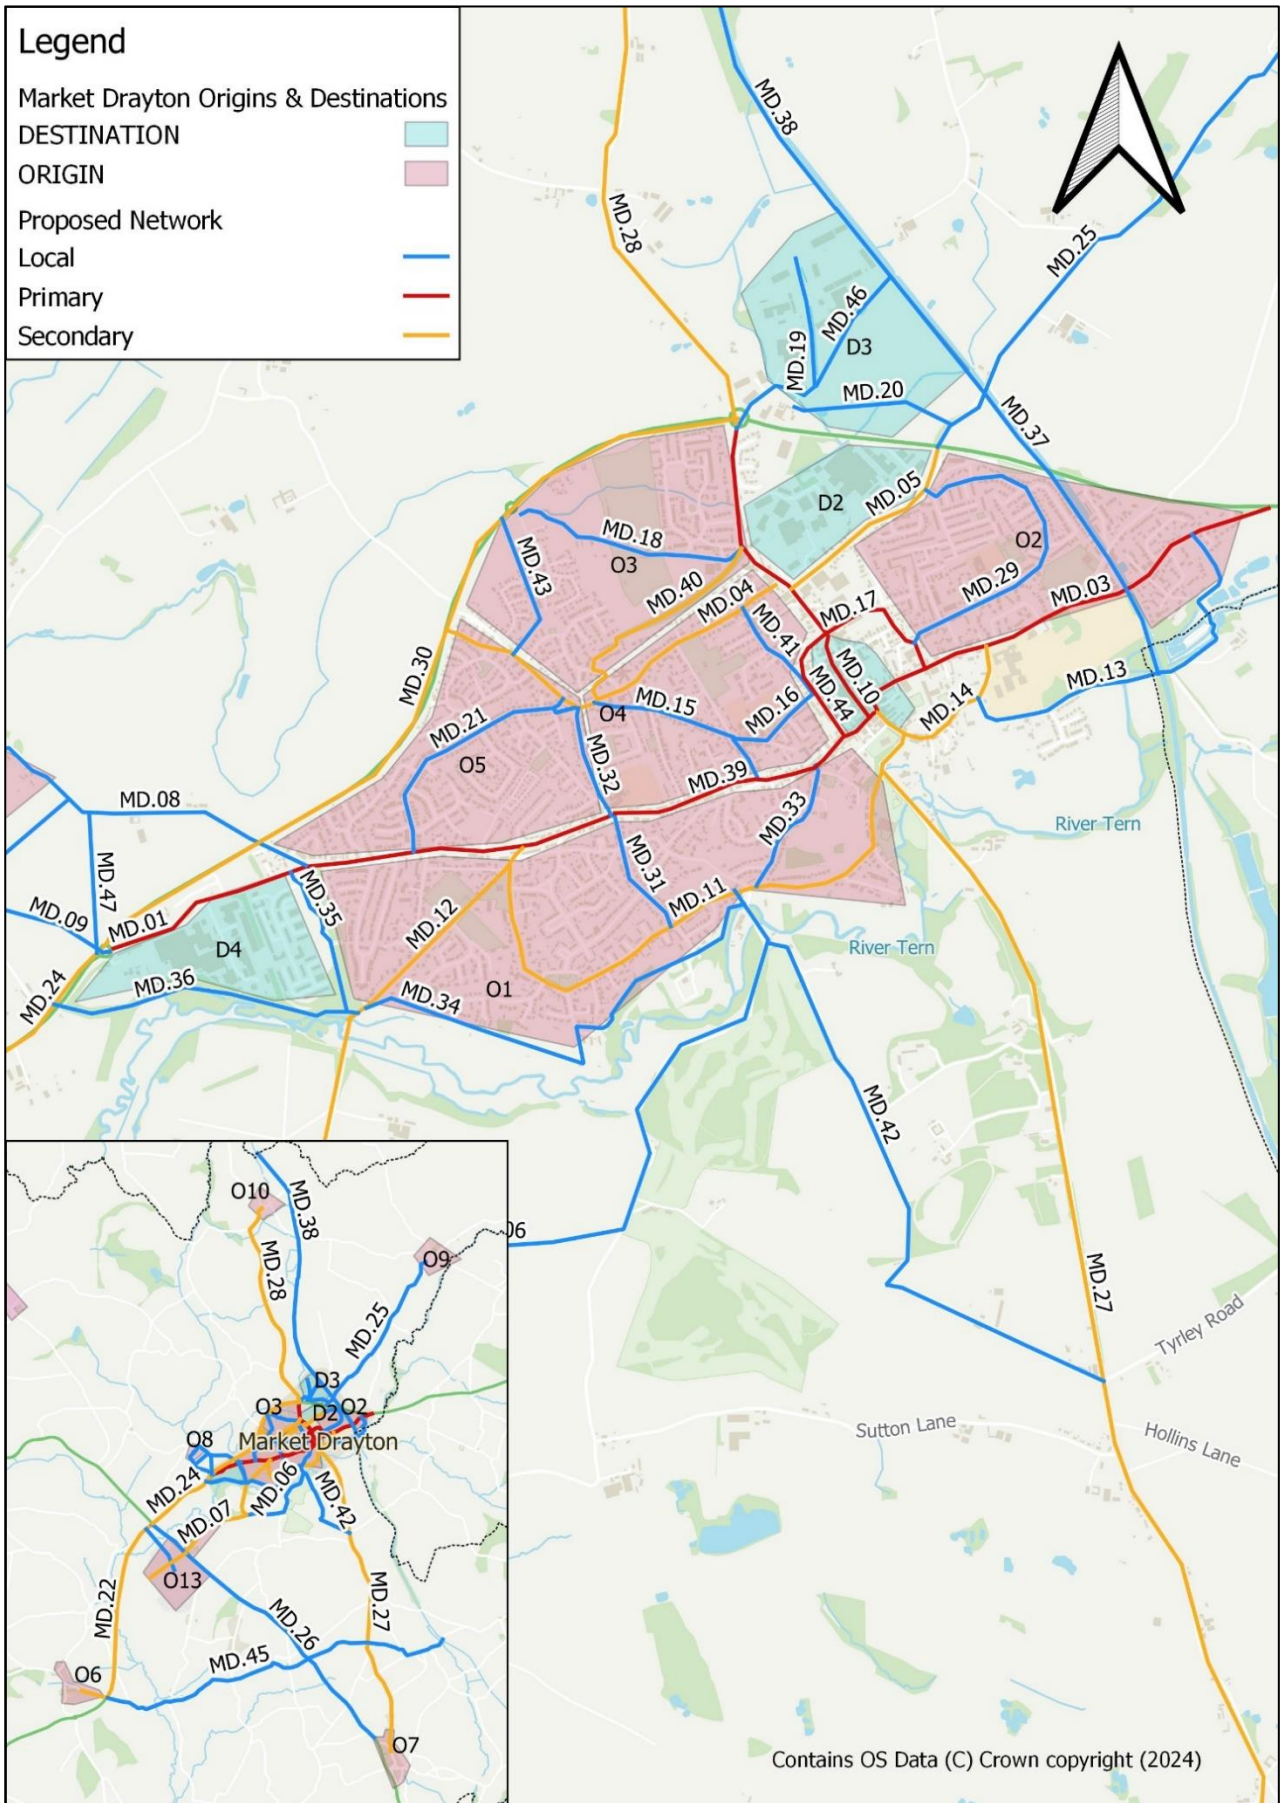 Legend
Market Drayton Origins & Destinations
DESTINATION
ORIGIN
Proposed Network
Local
Primary
Secondary
MD.38
MD.28
MD.25
MD.46
MD.19
D3
MD.20
MD.37
D2
MD.05
MD.18
O3
MD.43
O2
MD.29
MD.03
MD.40
MD.04
MD.17
MD.41
MD.10
MD.44
MD.30
MD.13
MD.14
MD.16
MD.15
O4
MD.21
O5
MD.32
MD.39
MD.33
MD.08
River Tern
MD.47
MD.31
MD.35
MD.11
MD.09
MD.01
MD.12
D4
River Tern
MD.36
MD.24
MD.34
O1
MD.42
06
MD.27
Tyrley Road
Sutton Lane
Hollins Lane
O10
MD.38
O9
MD.28
MD.25
D3
O3
D2
O2
O8
Market Drayton
MD.24
MD.06
MD.42
MD.07
O13
MD.22
MD.27
MD.26
MD.45
O6
O7
Contains OS Data (C) Crown copyright (2024)